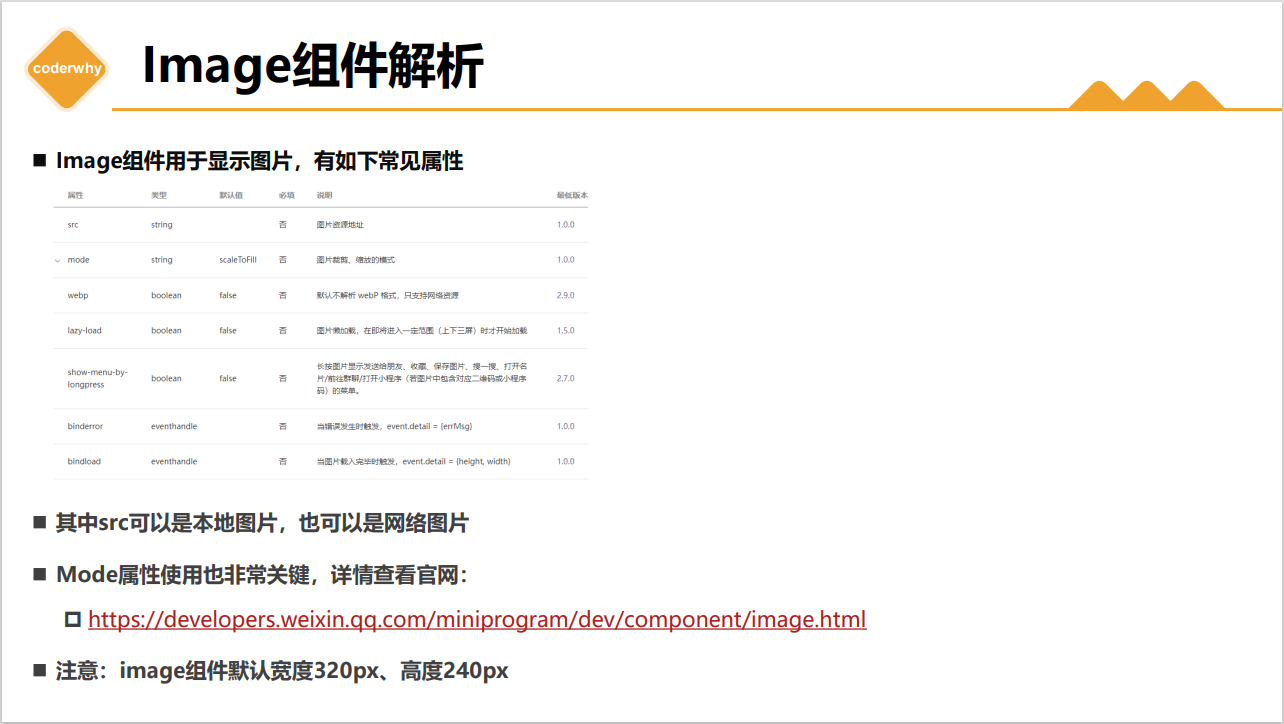 coderwhy
Image组件解析
Image组件用于显示图片，有如下常见属性
属性 类型 默认值 必填 说明 最低版本
src string 否 图片资源地址 1.0.0
mode string scaleToFill 否 图片裁剪、缩放的模式 1.0.0
webp boolean false 否 默认不解析 webP 格式，只支持网络资源 2.9.0
lazy-load boolean false 否 图片懒加载，在即将进入一定范围（上下三屏）时才开始加载 1.5.0
show-menu-by-
longpress boolean false 否 长按图片显示发送给朋友、收藏、保存图片、搜一搜、打开名
片/前往群聊/打开小程序（若图片中包含对应二维码或小程序
码）的菜单。 2.7.0
binderror eventhandle 否 当错误发生时触发，event.detail = {errMsg} 1.0.0
bindload eventhandle 否 当图片载入完毕时触发，event.detail = {height, width} 1.0.0
其中src可以是本地图片，也可以是网络图片
Mode属性使用也非常关键，详情查看官网：
https://developers.weixin.qq.com/miniprogram/dev/component/image.html
注意：image组件默认宽度320px、高度240px